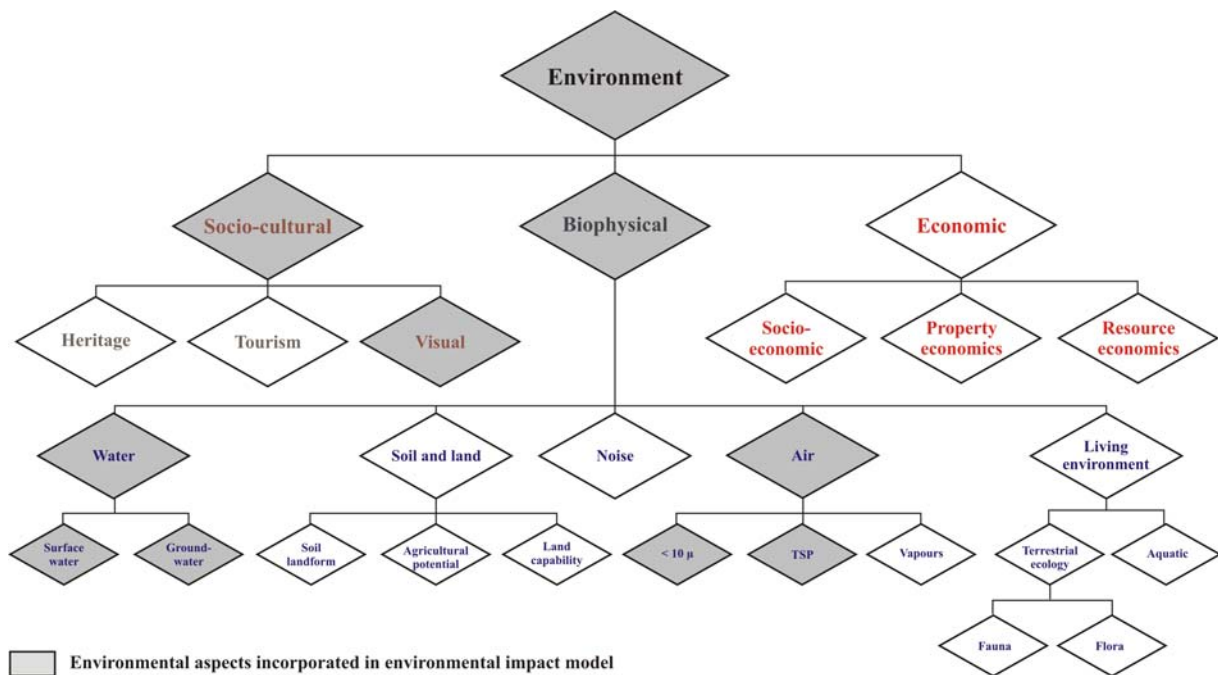 Environment
Socio-cultural
Biophysical
Economic
Heritage
Tourism
Visual
Socio-
economic
Property
economics
Resource
economics
Water
Soil and land
Noise
Air
Living
environment
Surface
water
Ground-
water
Soil
landform
Agricultural
potential
Land
capability
< 10 µ
TSP
Vapours
Terrestrial
ecology
Aquatic
Fauna
Flora
Environmental aspects incorporated in environmental impact model